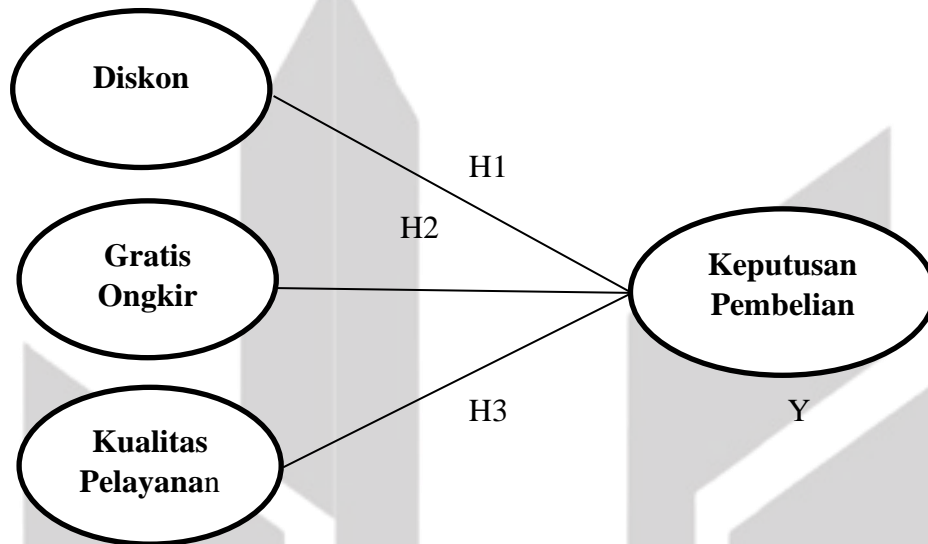 Diskon
H1
H2
Gratis
Ongkir
Keputusan
Pembelian
H3
Y
Kualitas
Pelayanan